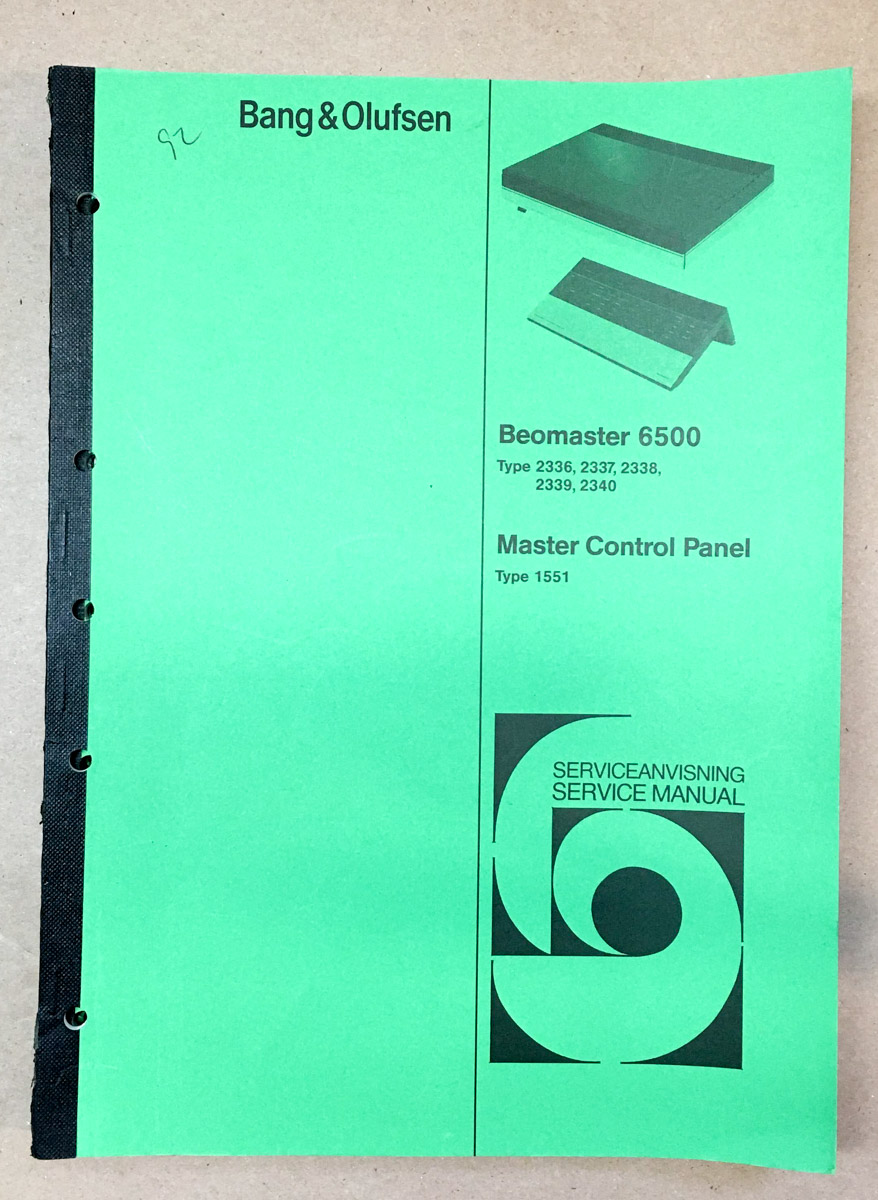 Bang & Olufsen
92
Beomaster 6500
Type 2336, 2337, 2338,
2339, 2340
Master Control Panel
Type 1551
SERVICEANVISNING
SERVICE MANUAL